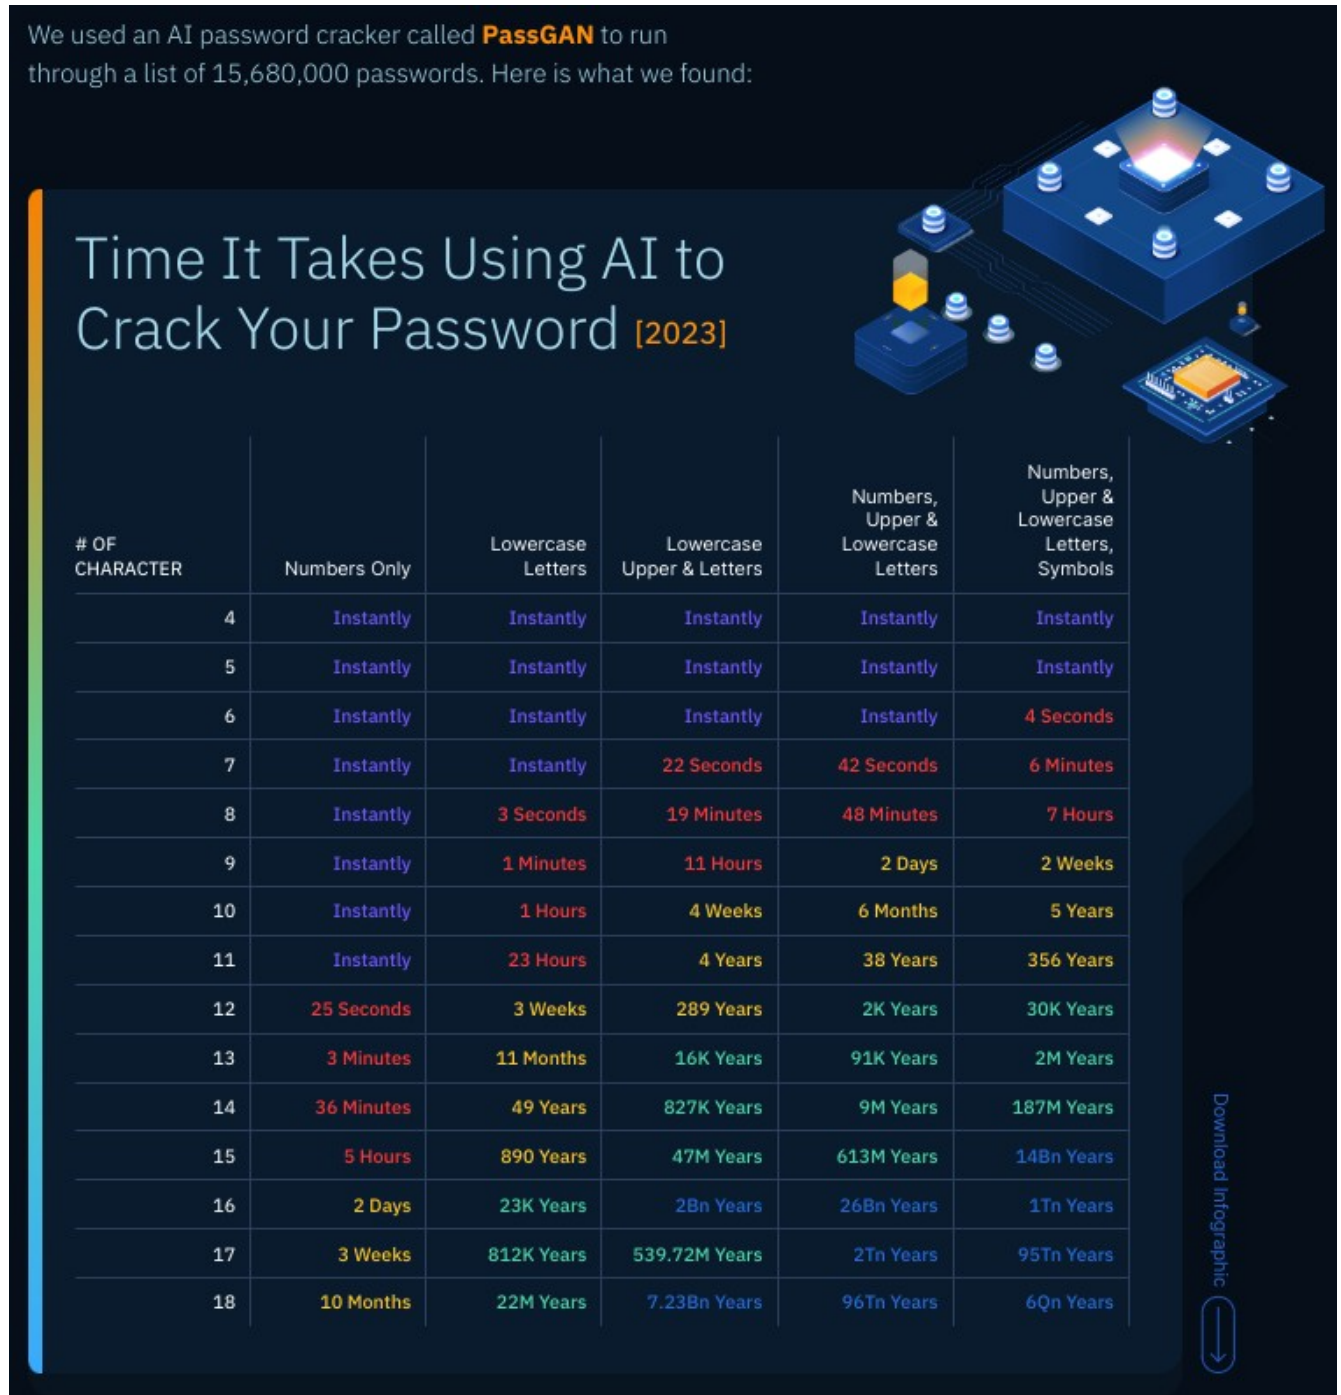 We used an AI password cracker called PassGAN to run
through a list of 15,680,000 passwords. Here is what we found:
Time It Takes Using AI to
Crack Your Password [2023]
# OF CHARACTER | Numbers Only | Lowercase Letters | Lowercase Upper & Letters | Numbers, Upper & Lowercase Letters | Numbers, Upper & Lowercase Letters, Symbols
4 | Instantly | Instantly | Instantly | Instantly | Instantly
5 | Instantly | Instantly | Instantly | Instantly | Instantly
6 | Instantly | Instantly | Instantly | Instantly | 4 Seconds
7 | Instantly | Instantly | 22 Seconds | 42 Seconds | 6 Minutes
8 | Instantly | 3 Seconds | 19 Minutes | 48 Minutes | 7 Hours
9 | Instantly | 1 Minutes | 11 Hours | 2 Days | 2 Weeks
10 | Instantly | 1 Hours | 4 Weeks | 6 Months | 5 Years
11 | Instantly | 23 Hours | 4 Years | 38 Years | 356 Years
12 | 25 Seconds | 3 Weeks | 289 Years | 2K Years | 30K Years
13 | 3 Minutes | 11 Months | 16K Years | 91K Years | 2M Years
14 | 36 Minutes | 49 Years | 827K Years | 9M Years | 187M Years
15 | 5 Hours | 890 Years | 47M Years | 613M Years | 14Bn Years
16 | 2 Days | 23K Years | 2Bn Years | 26Bn Years | 1Tn Years
17 | 3 Weeks | 812K Years | 539.72M Years | 2Tn Years | 95Tn Years
18 | 10 Months | 22M Years | 7.23Bn Years | 96Tn Years | 6Qn Years
Download Infographic